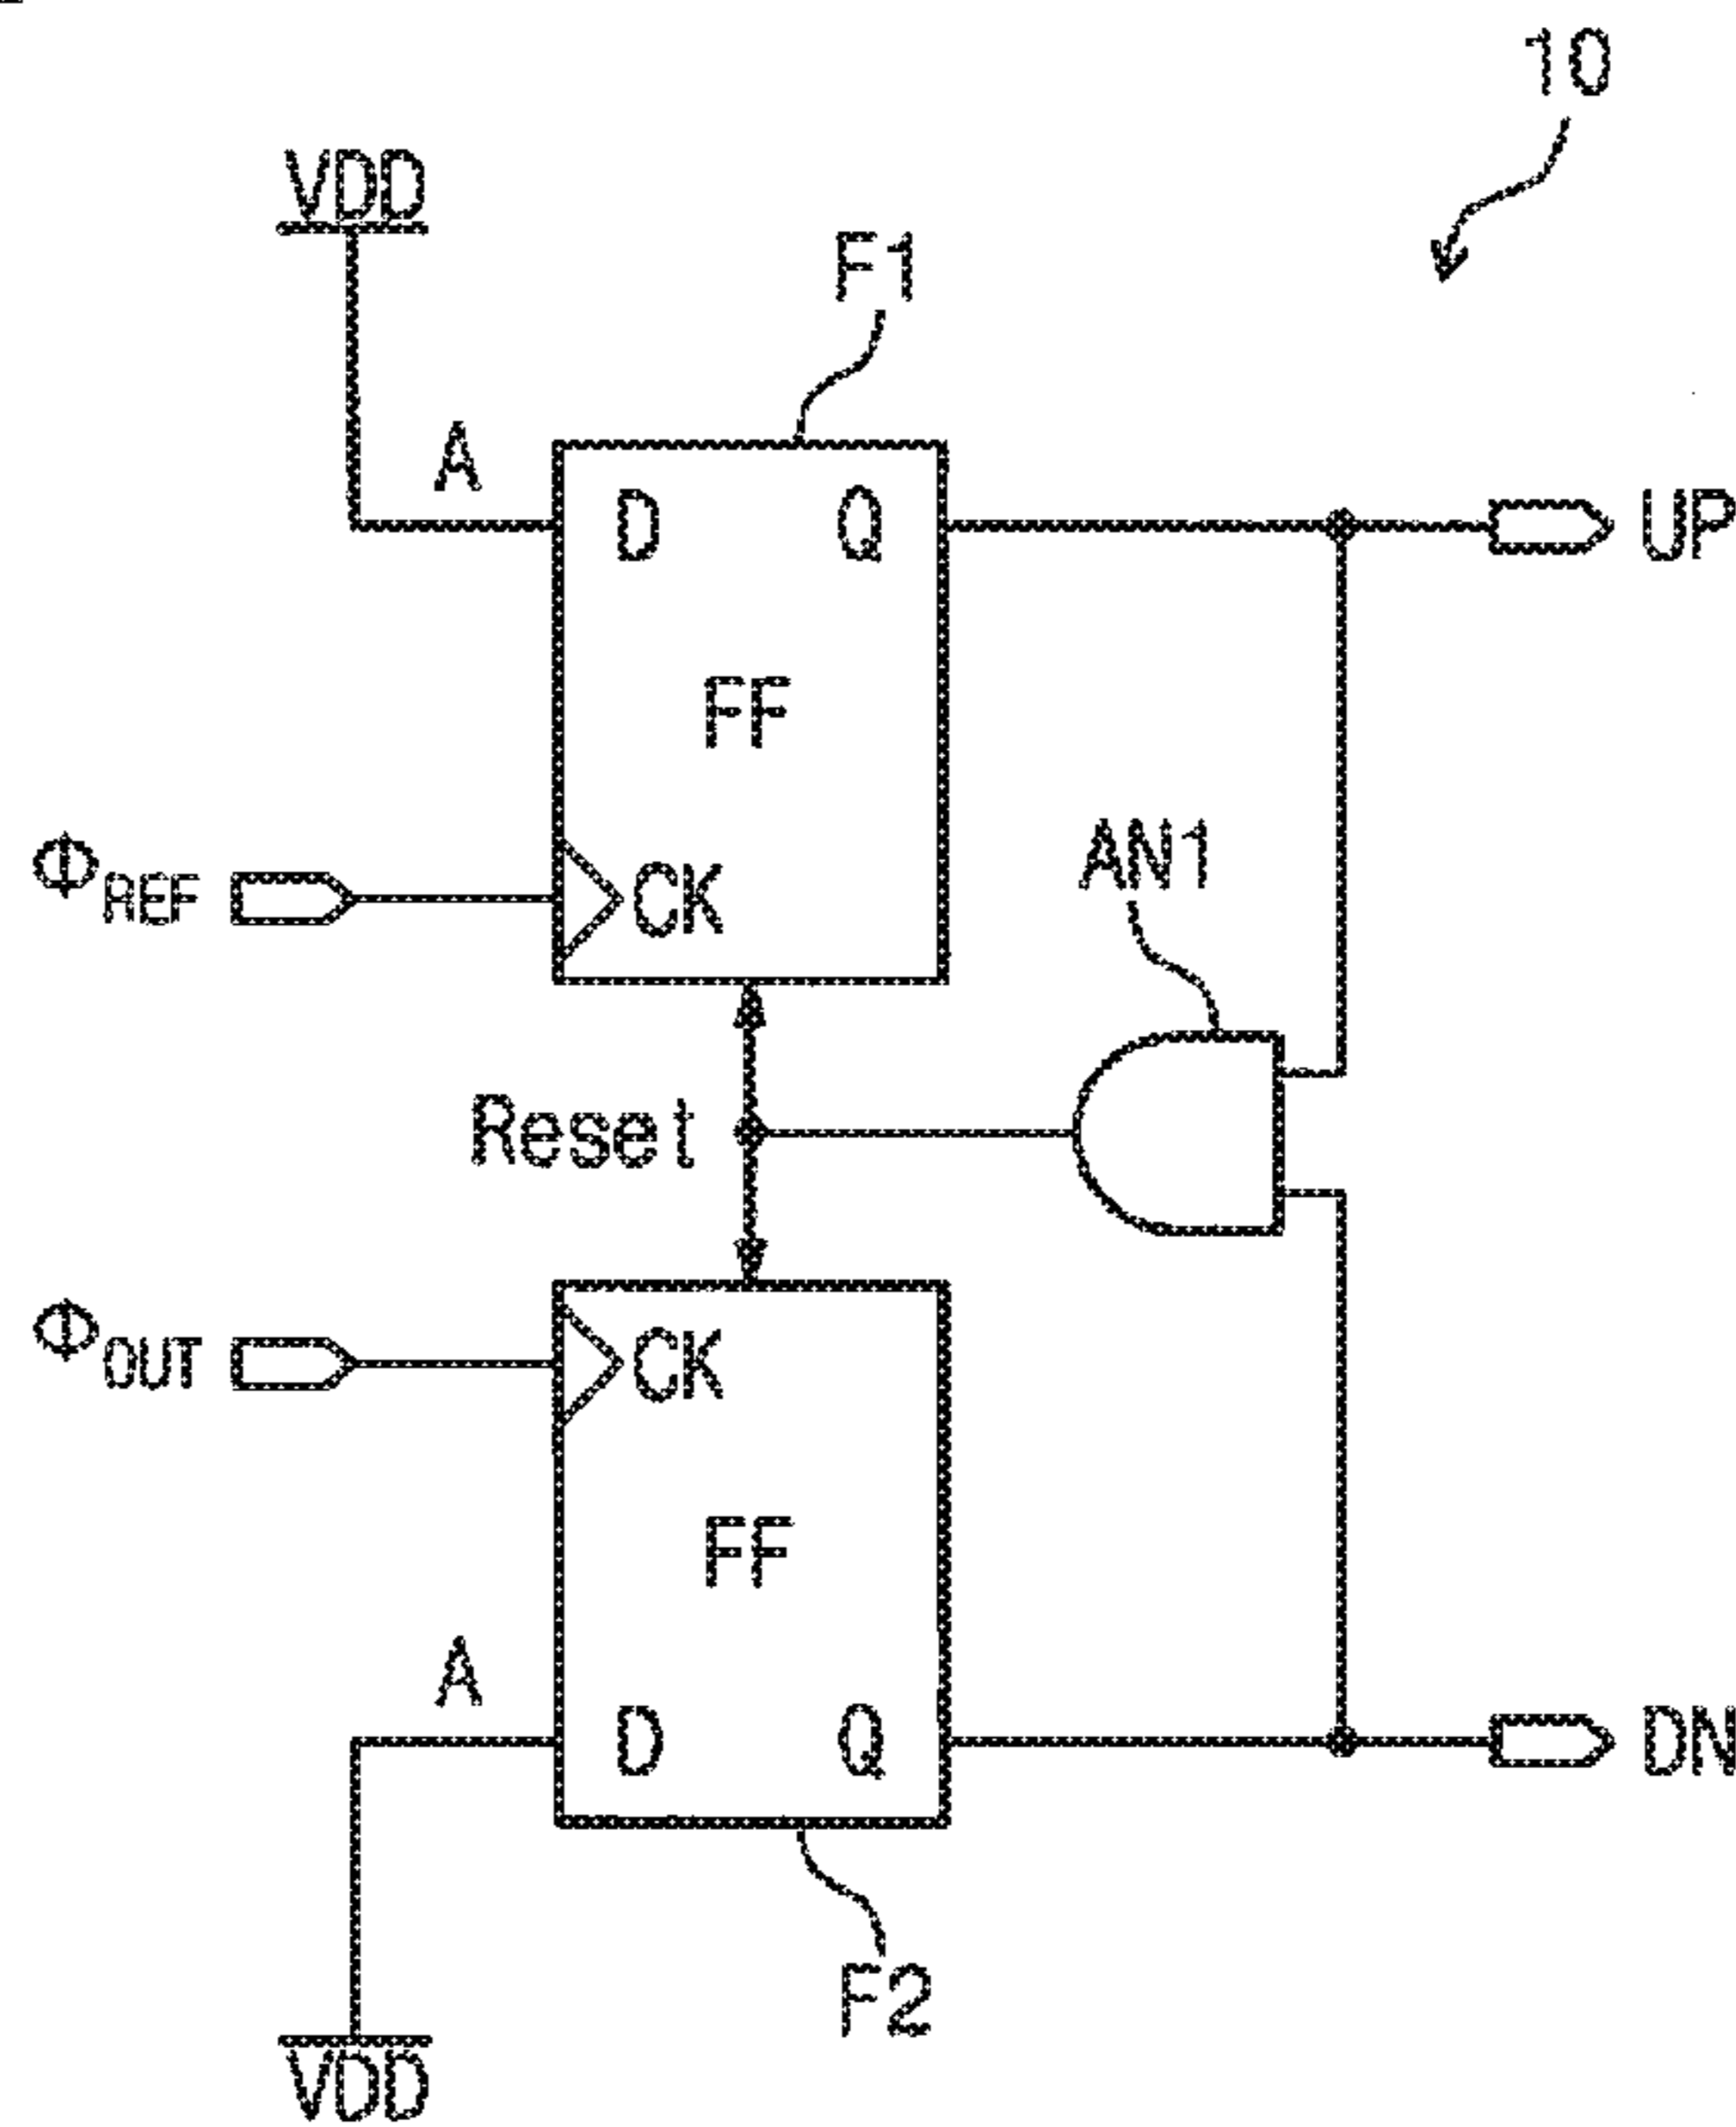 10
VDD
F1
A
D Q
UP
FF
ΦREF
CK
AN1
Reset
ΦOUT
CK
FF
A
D Q
DN
F2
VDD